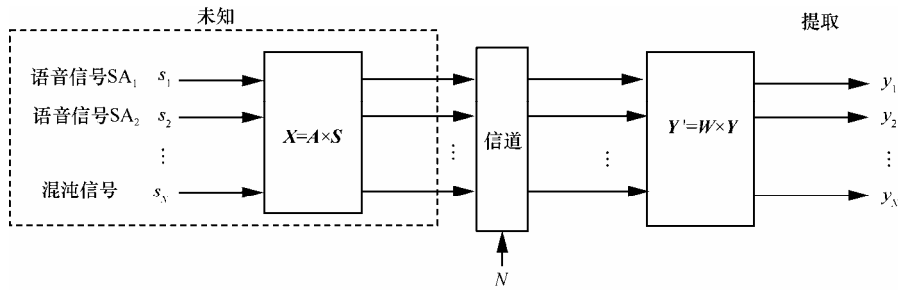 未知
提取
语音信号SA₁ s₁
语音信号SA₂ s₂
⋮
混沌信号 s_N
X=A×S
⋮
信道
N
⋮
Y'=W×Y
y₁
y₂
⋮
y_N